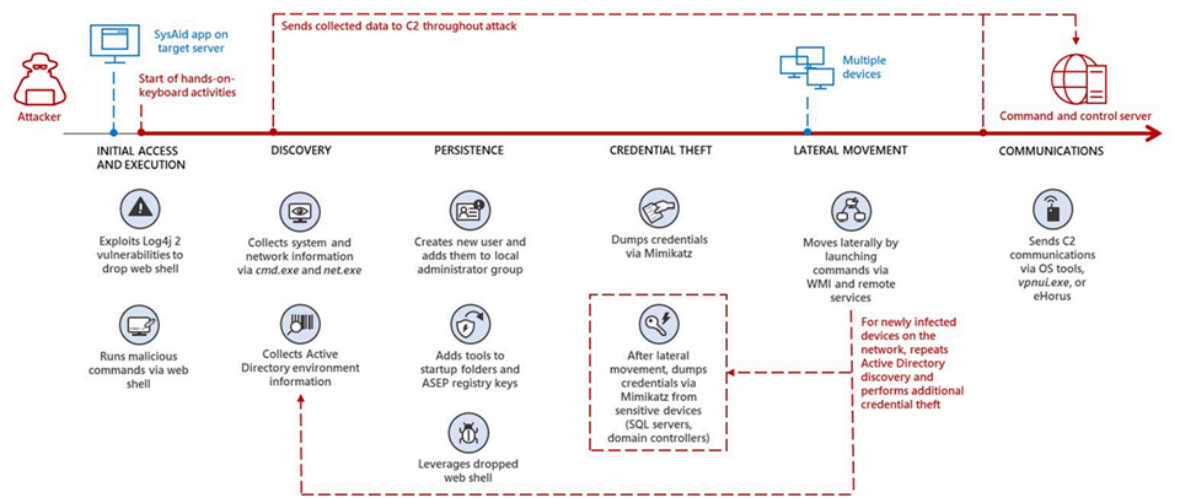 Sends collected data to C2 throughout attack
SysAid app on
target server
Start of hands-on-
keyboard activities
Attacker
Multiple
devices
Command and control server
INITIAL ACCESS
AND EXECUTION
DISCOVERY
PERSISTENCE
CREDENTIAL THEFT
LATERAL MOVEMENT
COMMUNICATIONS
Exploits Log4j 2
vulnerabilities to
drop web shell
Collects system and
network information
via cmd.exe and net.exe
Creates new user and
adds them to local
administrator group
Dumps credentials
via Mimikatz
Moves laterally by
launching
commands via
WMI and remote
services
Sends C2
communications
via OS tools,
vpnui.exe, or
eHorus
Runs malicious
commands via web
shell
Collects Active
Directory environment
information
Adds tools to
startup folders and
ASEP registry keys
After lateral
movement, dumps
credentials via
Mimikatz from
sensitive devices
(SQL servers,
domain controllers)
For newly infected
devices on the
network, repeats
Active Directory
discovery and
performs additional
credential theft
Leverages dropped
web shell